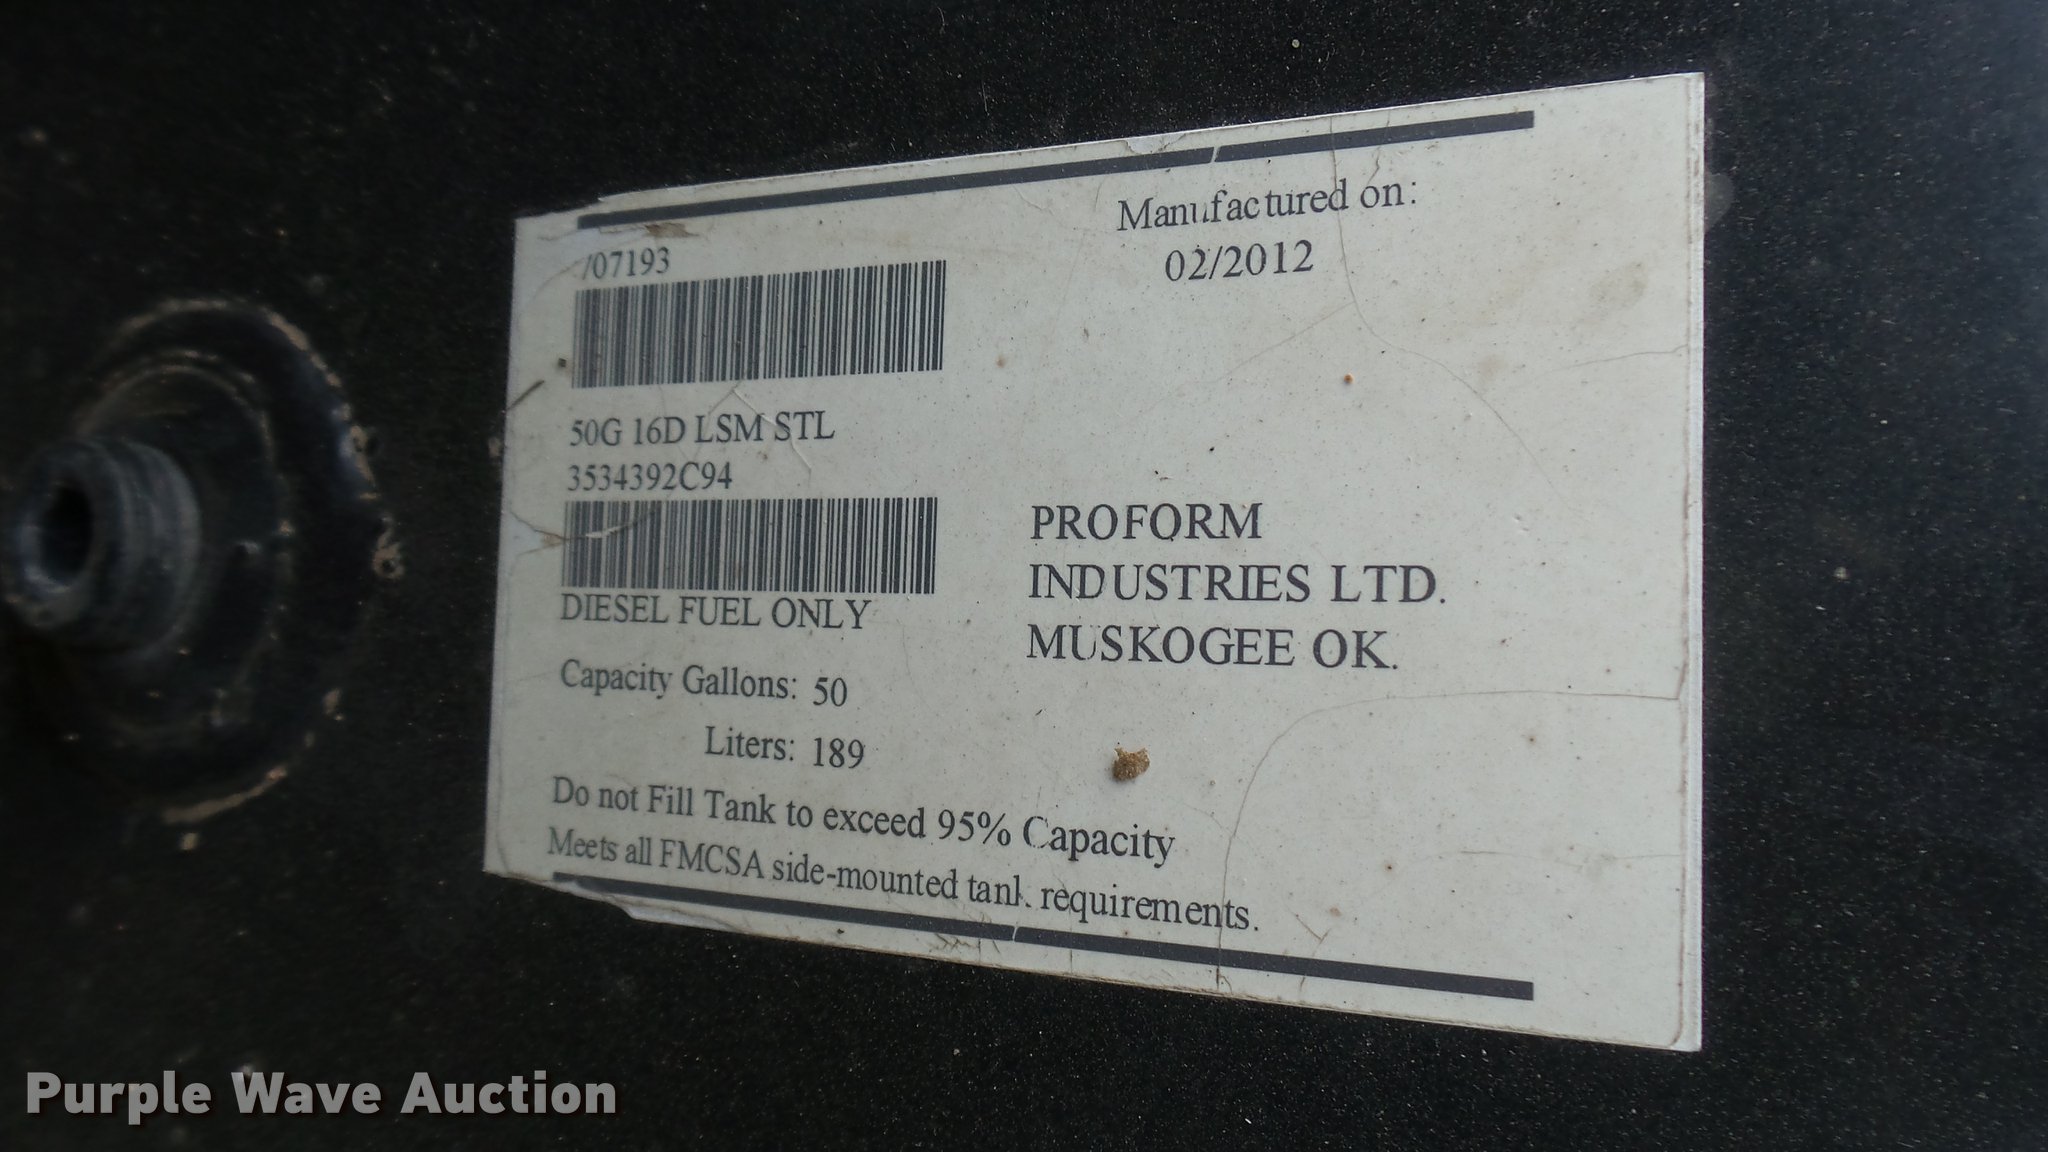 /07193
Manufactured on:
02/2012
50G 16D LSM STL
3534392C94
DIESEL FUEL ONLY
PROFORM
INDUSTRIES LTD.
MUSKOGEE OK.
Capacity Gallons: 50
Liters: 189
Do not Fill Tank to exceed 95% Capacity
Meets all FMCSA side-mounted tank requirements.
Purple Wave Auction